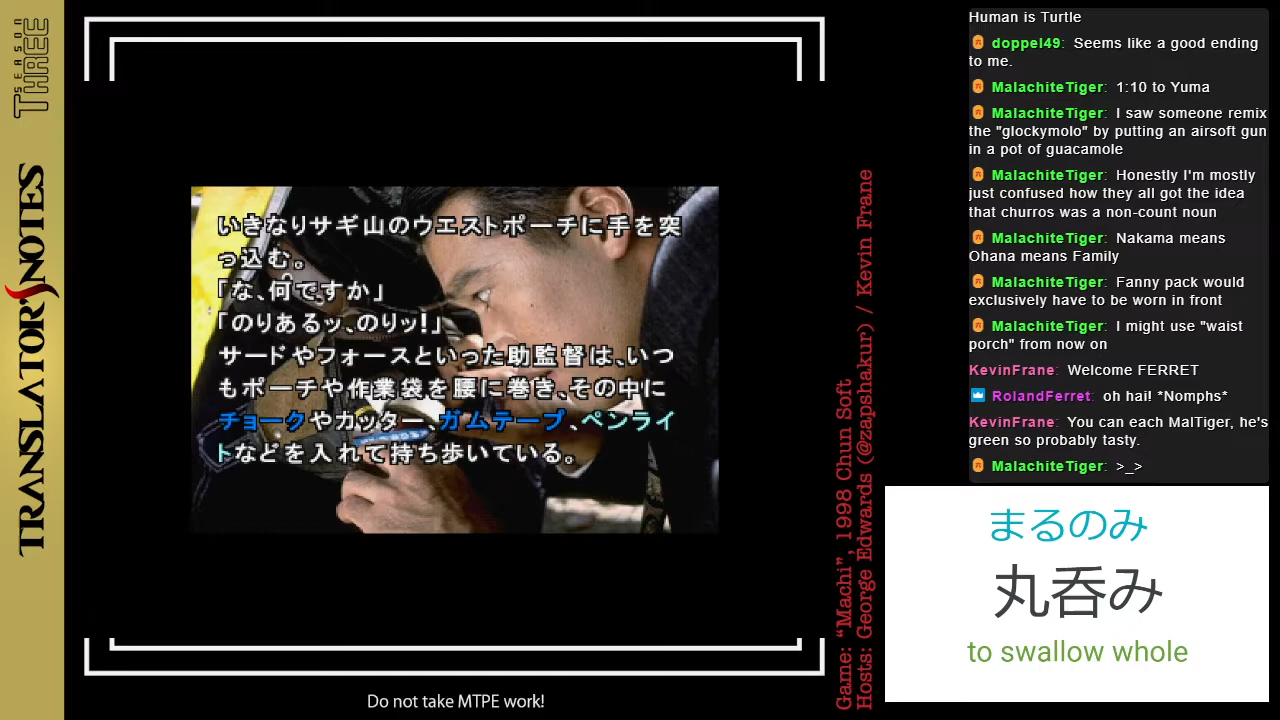 SEASON
THREE
TRANSLATOR'S NOTES
いきなりサギ山のウエストポーチに手を突
っ込む。
「な、何ですか」
「のりあるッ、のりッ!」
サードやフォースといった助監督は、いつ
もポーチや作業袋を腰に巻き、その中に
チョークやカッター、ガムテープ、ペンライ
トなどを入れて持ち歩いている。
Do not take MTPE work!
Game: "Machi", 1998 Chun Soft
Hosts: George Edwards (@zapshakur) / Kevin Frane
Human is Turtle
doppel49: Seems like a good ending
to me.
MalachiteTiger: 1:10 to Yuma
MalachiteTiger: I saw someone remix
the "glockymolo" by putting an airsoft gun
in a pot of guacamole
MalachiteTiger: Honestly I'm mostly
just confused how they all got the idea
that churros was a non-count noun
MalachiteTiger: Nakama means
Ohana means Family
MalachiteTiger: Fanny pack would
exclusively have to be worn in front
MalachiteTiger: I might use "waist
porch" from now on
KevinFrane: Welcome FERRET
RolandFerret: oh hai! *Nomphs*
KevinFrane: You can each MalTiger, he's
green so probably tasty.
MalachiteTiger: >_>
まるのみ
丸呑み
to swallow whole